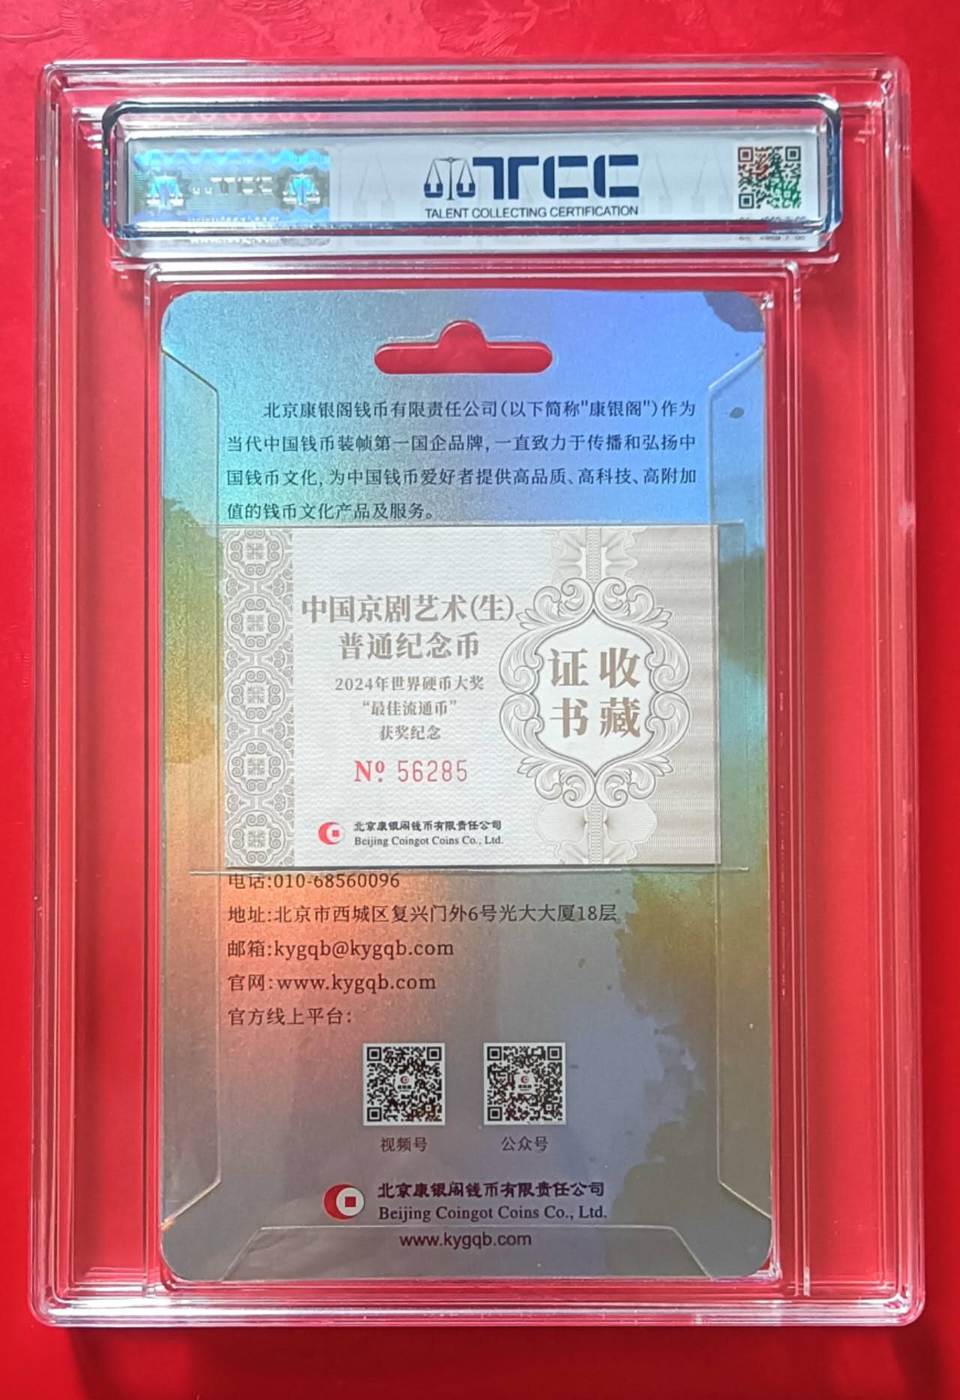 TCC
TCC
TALENT COLLECTING CERTIFICATION
北京康银阁钱币有限责任公司(以下简称"康银阁")作为
当代中国钱币装帧第一国企品牌,一直致力于传播和弘扬中
国钱币文化,为中国钱币爱好者提供高品质、高科技、高附加
值的钱币文化产品及服务。
中国京剧艺术(生)
普通纪念币
2024年世界硬币大奖
“最佳流通币”
获奖纪念
Nº 56285
北京康银阁钱币有限责任公司
Beijing Coingot Coins Co., Ltd.
收藏
证书
电话:010-68560096
地址:北京市西城区复兴门外6号光大大厦18层
邮箱:kygqb@kygqb.com
官网:www.kygqb.com
官方线上平台:
视频号
公众号
北京康银阁钱币有限责任公司
Beijing Coingot Coins Co., Ltd.
www.kygqb.com